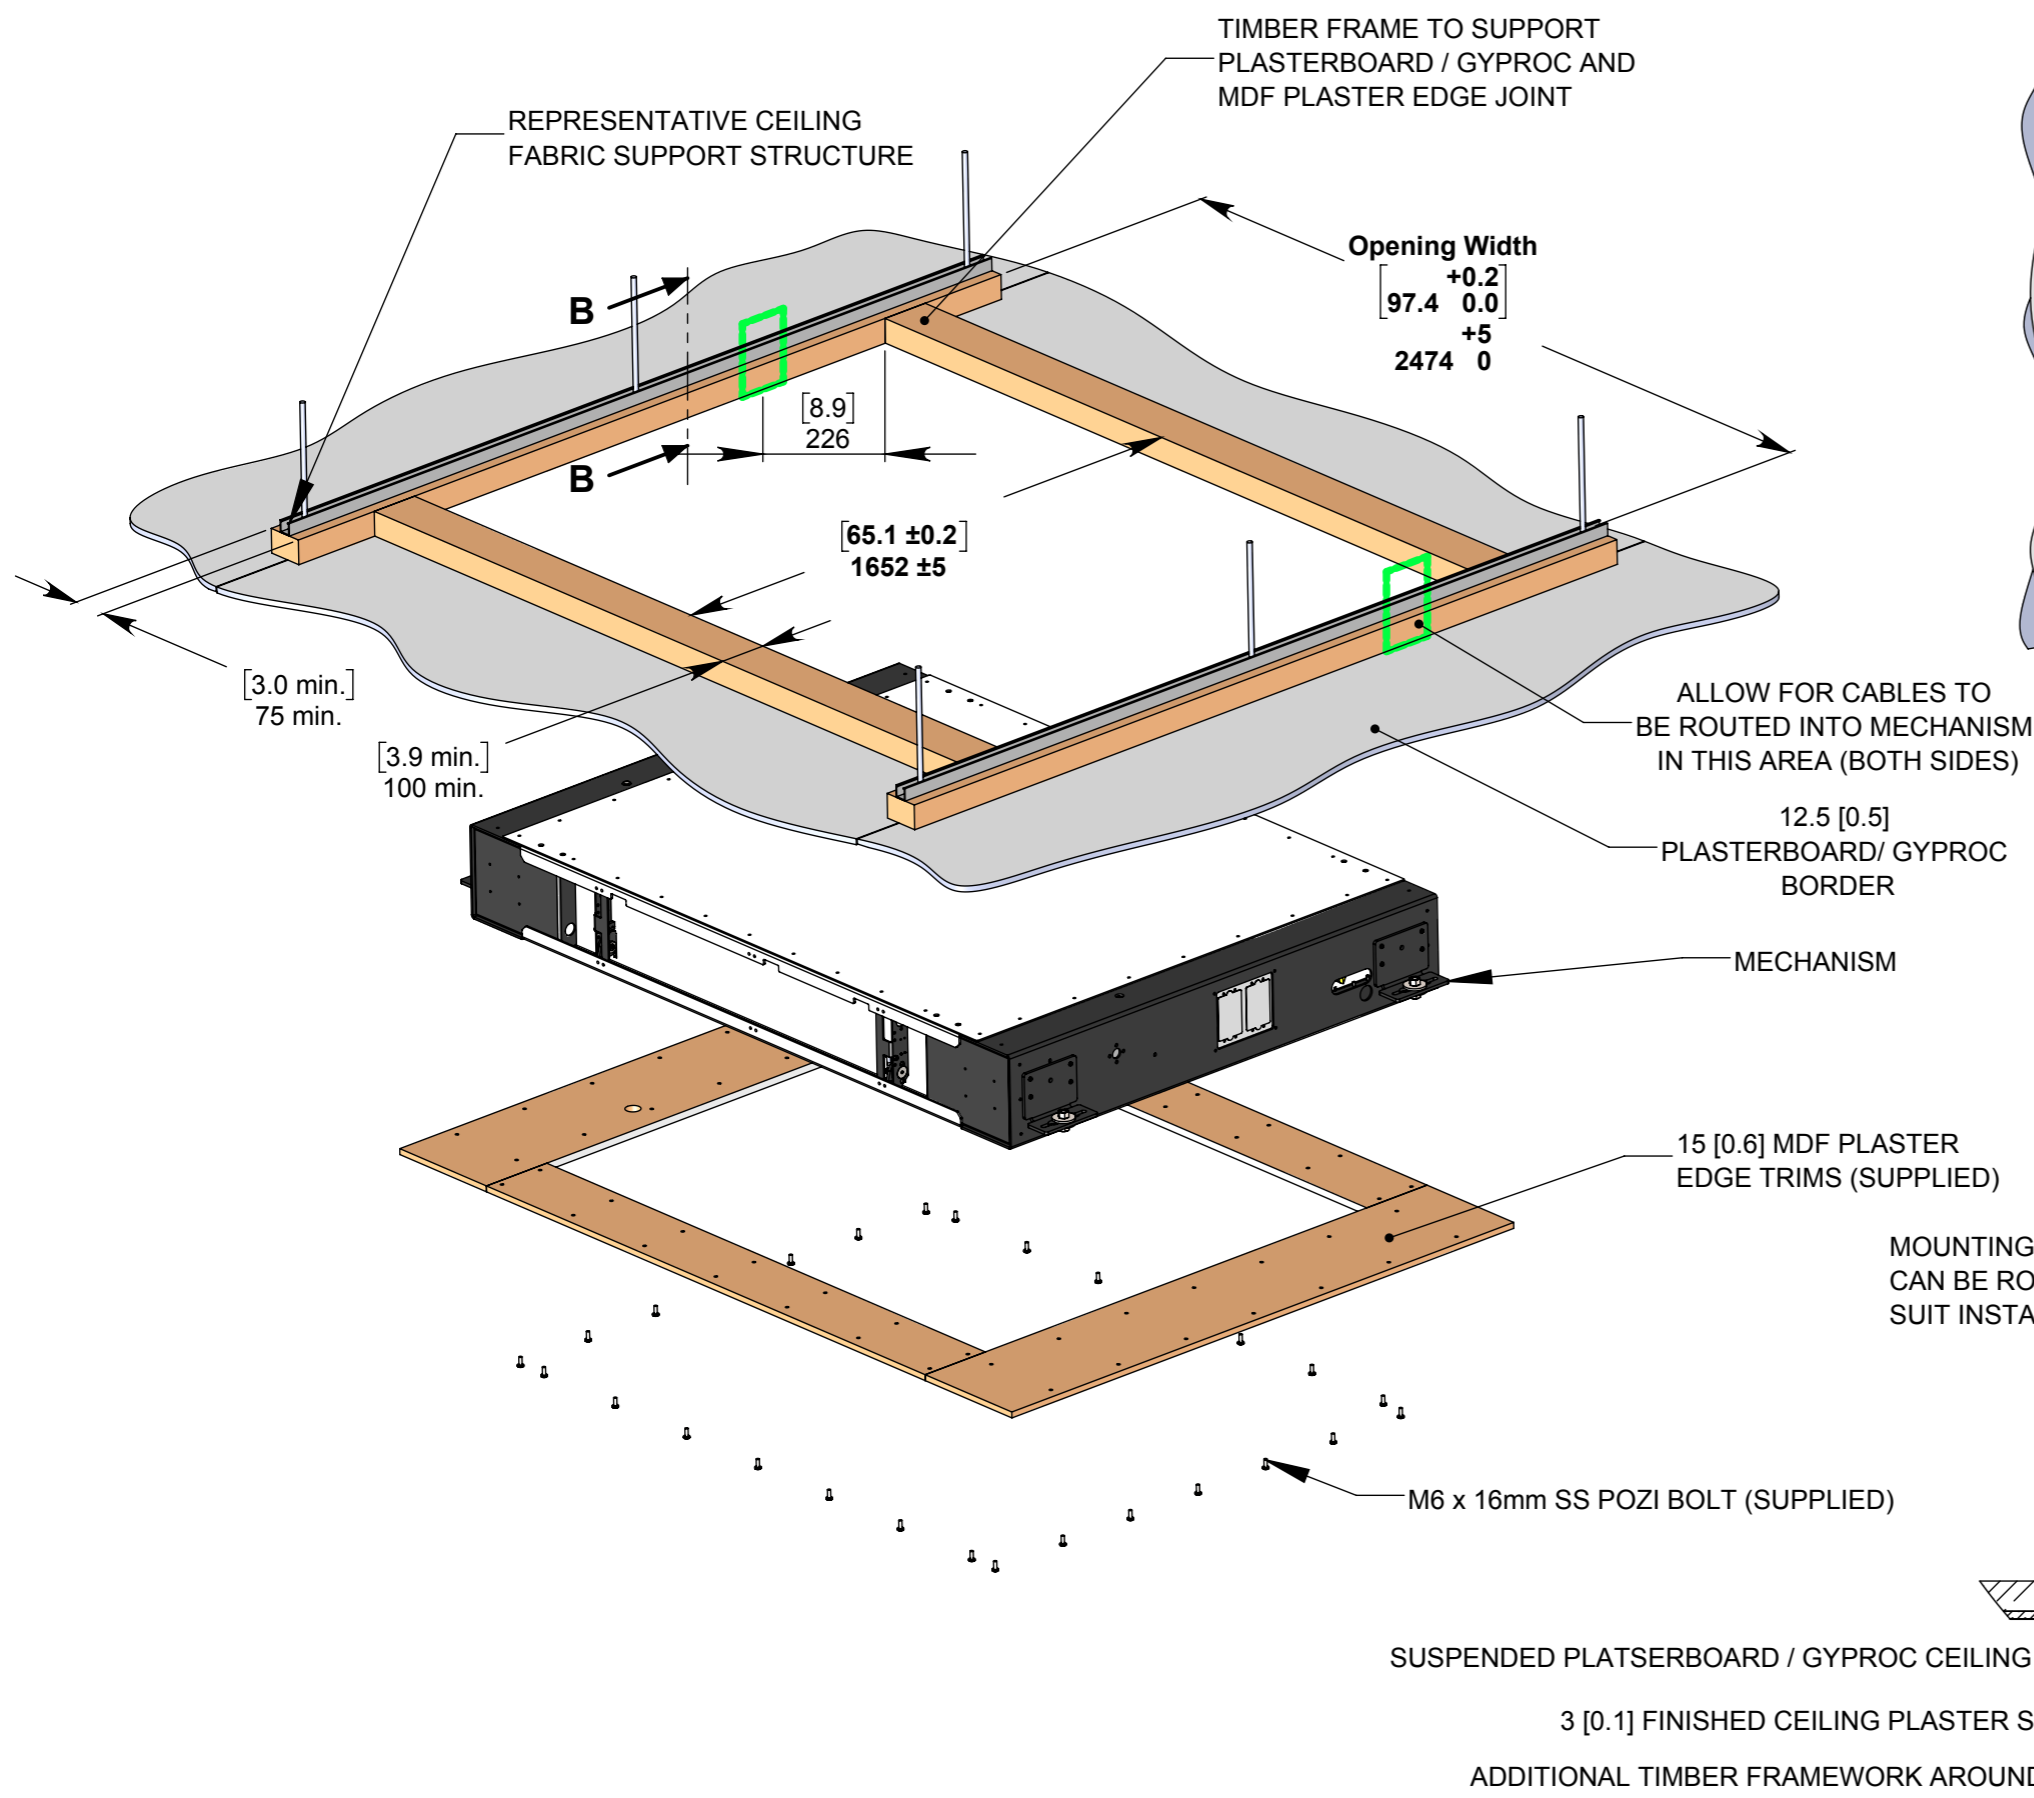 TIMBER FRAME TO SUPPORT
PLASTERBOARD / GYPROC AND
MDF PLASTER EDGE JOINT
REPRESENTATIVE CEILING
FABRIC SUPPORT STRUCTURE
Opening Width
+0.2
[97.4 0.0]
+5
2474 0
B
B
[8.9]
226
[65.1 ±0.2]
1652 ±5
[3.0 min.]
75 min.
[3.9 min.]
100 min.
ALLOW FOR CABLES TO
BE ROUTED INTO MECHANISM
IN THIS AREA (BOTH SIDES)
12.5 [0.5]
PLASTERBOARD/ GYPROC
BORDER
MECHANISM
15 [0.6] MDF PLASTER
EDGE TRIMS (SUPPLIED)
MOUNTING
CAN BE RO
SUIT INSTA
M6 x 16mm SS POZI BOLT (SUPPLIED)
SUSPENDED PLATSERBOARD / GYPROC CEILING
3 [0.1] FINISHED CEILING PLASTER S
ADDITIONAL TIMBER FRAMEWORK AROUND